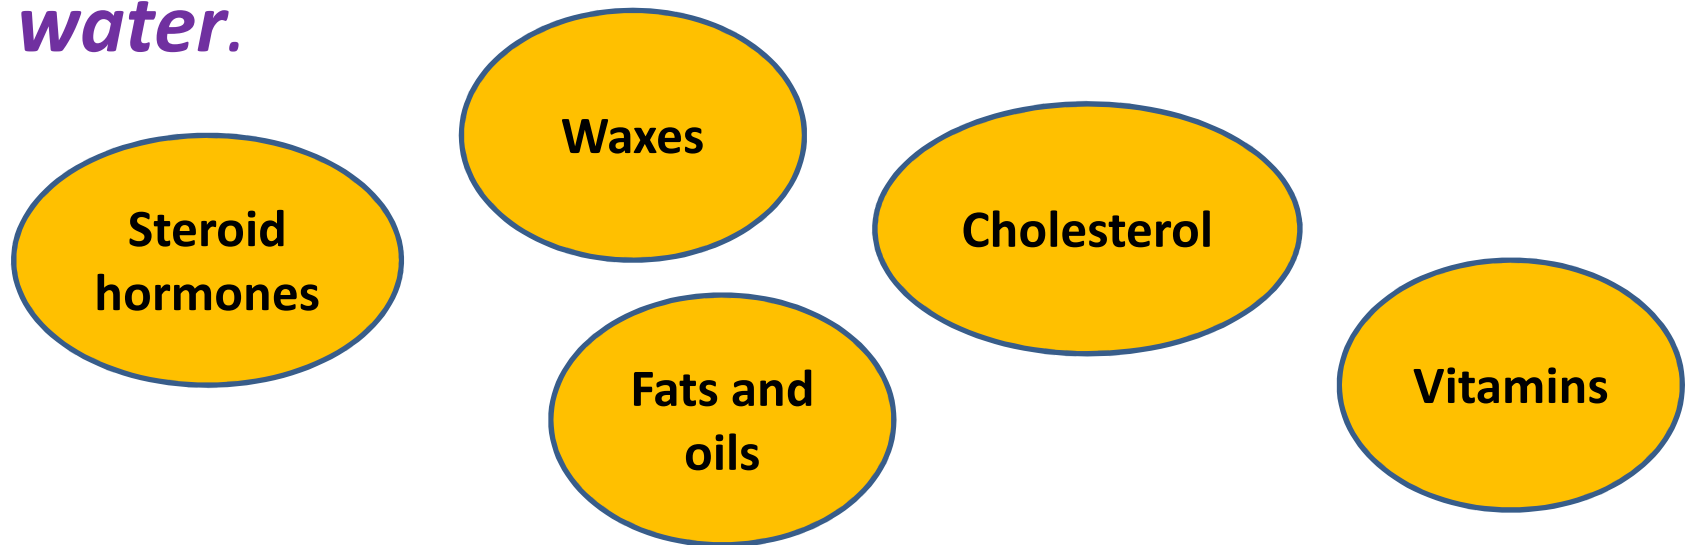 water.
Waxes
Steroid
hormones
Cholesterol
Fats and
oils
Vitamins